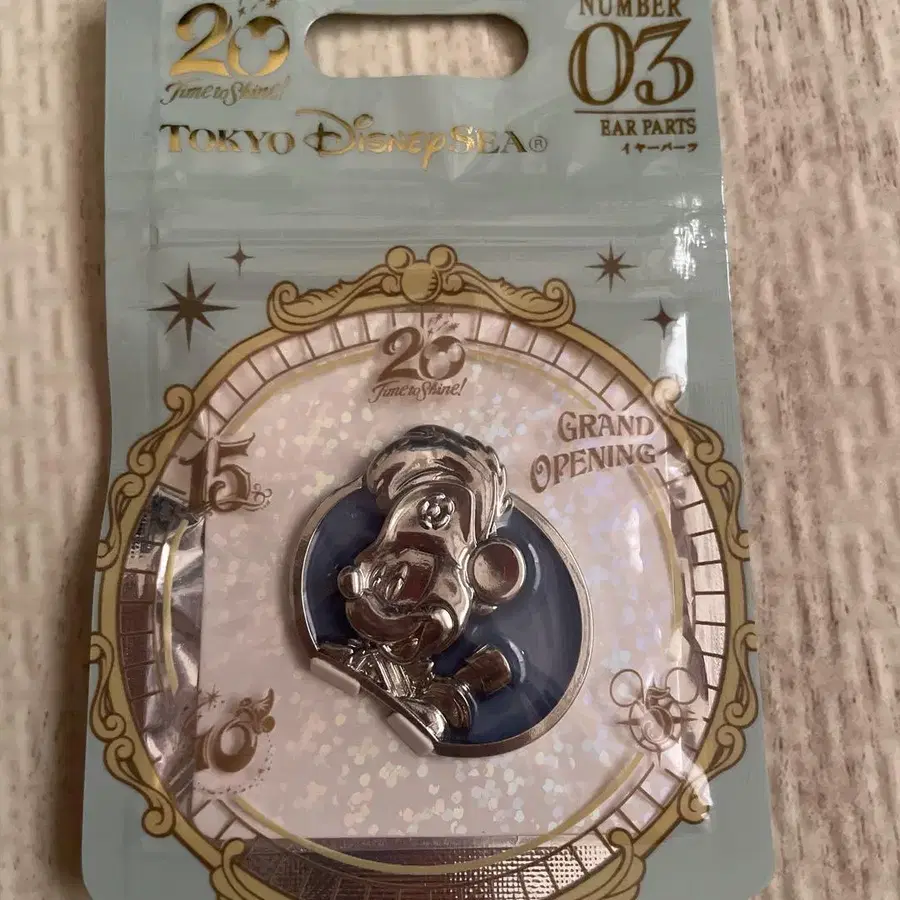 20
Time to Shine!
TOKYO DISNEYSEA®
NUMBER
03
EAR PARTS
イヤーパーツ
20
Time to Shine!
GRAND
OPENING
15
10